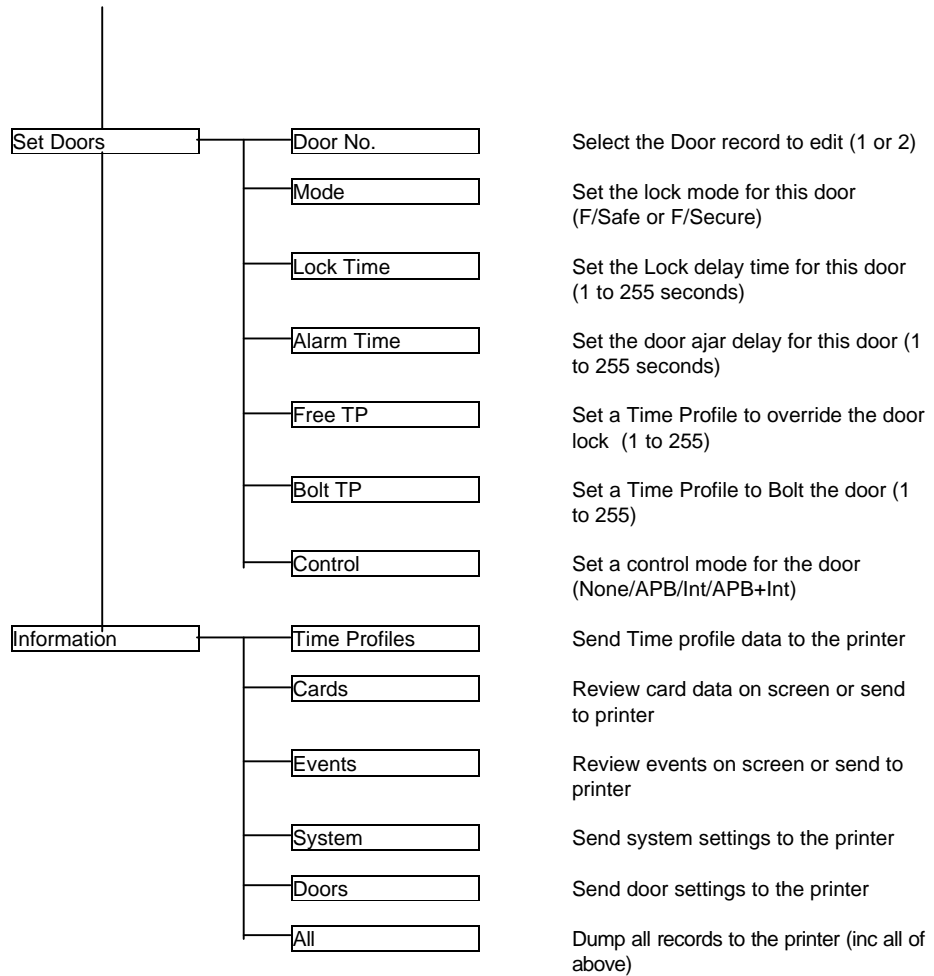 Set Doors
Door No.
Select the Door record to edit (1 or 2)
Mode
Set the lock mode for this door
(F/Safe or F/Secure)
Lock Time
Set the Lock delay time for this door
(1 to 255 seconds)
Alarm Time
Set the door ajar delay for this door (1
to 255 seconds)
Free TP
Set a Time Profile to override the door
lock  (1 to 255)
Bolt TP
Set a Time Profile to Bolt the door (1
to 255)
Control
Set a control mode for the door
(None/APB/Int/APB+Int)
Information
Time Profiles
Send Time profile data to the printer
Cards
Review card data on screen or send
to printer
Events
Review events on screen or send to
printer
System
Send system settings to the printer
Doors
Send door settings to the printer
All
Dump all records to the printer (inc all of
above)